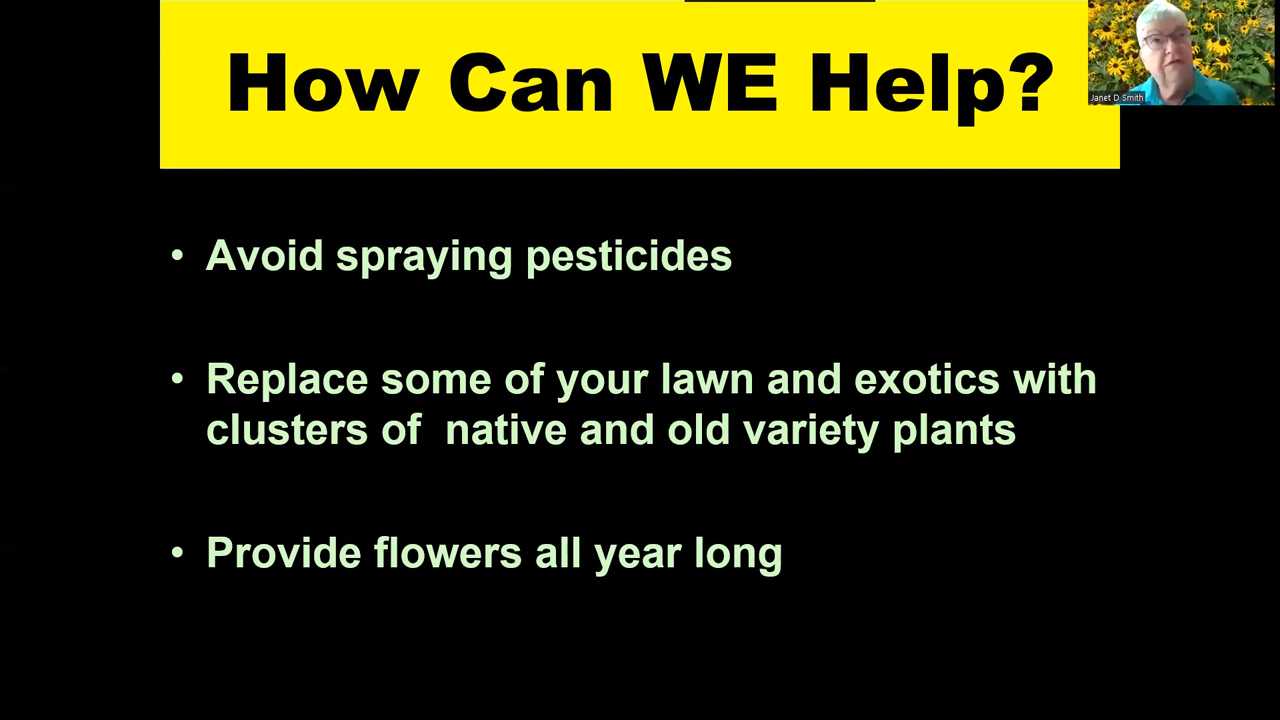 How Can WE Help?
Janet D Smith
• Avoid spraying pesticides
• Replace some of your lawn and exotics with
clusters of  native and old variety plants
• Provide flowers all year long